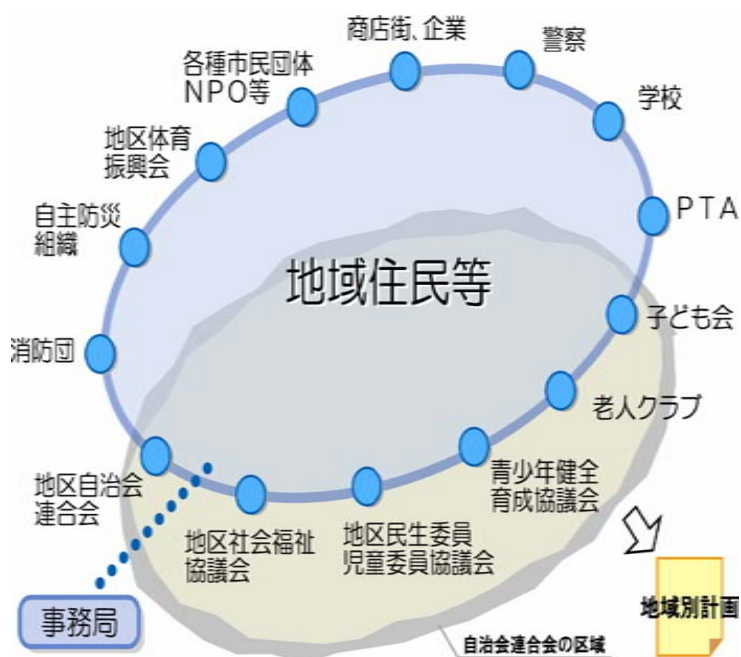 商店街、企業
警察
各種市民団体
NPO等
学校
地区体育
振興会
PTA
自主防災
組織
地域住民等
子ども会
消防団
老人クラブ
地区自治会
連合会
青少年健全
育成協議会
地区社会福祉
協議会
地区民生委員
児童委員協議会
事務局
地域別計画
自治会連合会の区域